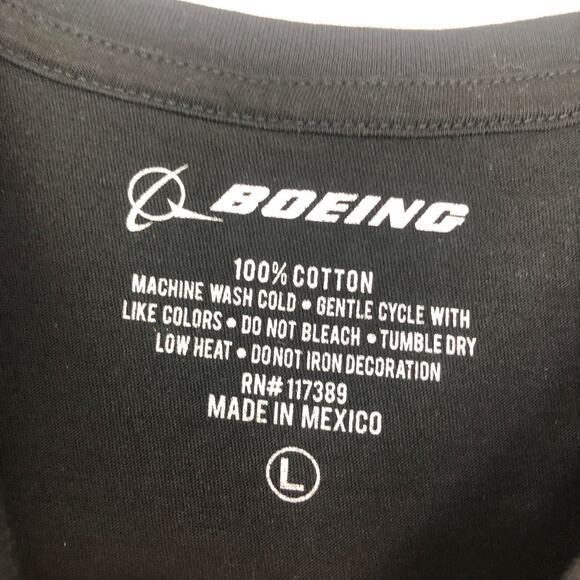 BOEING
100% COTTON
MACHINE WASH COLD • GENTLE CYCLE WITH
LIKE COLORS • DO NOT BLEACH • TUMBLE DRY
LOW HEAT • DO NOT IRON DECORATION
RN# 117389
MADE IN MEXICO
L